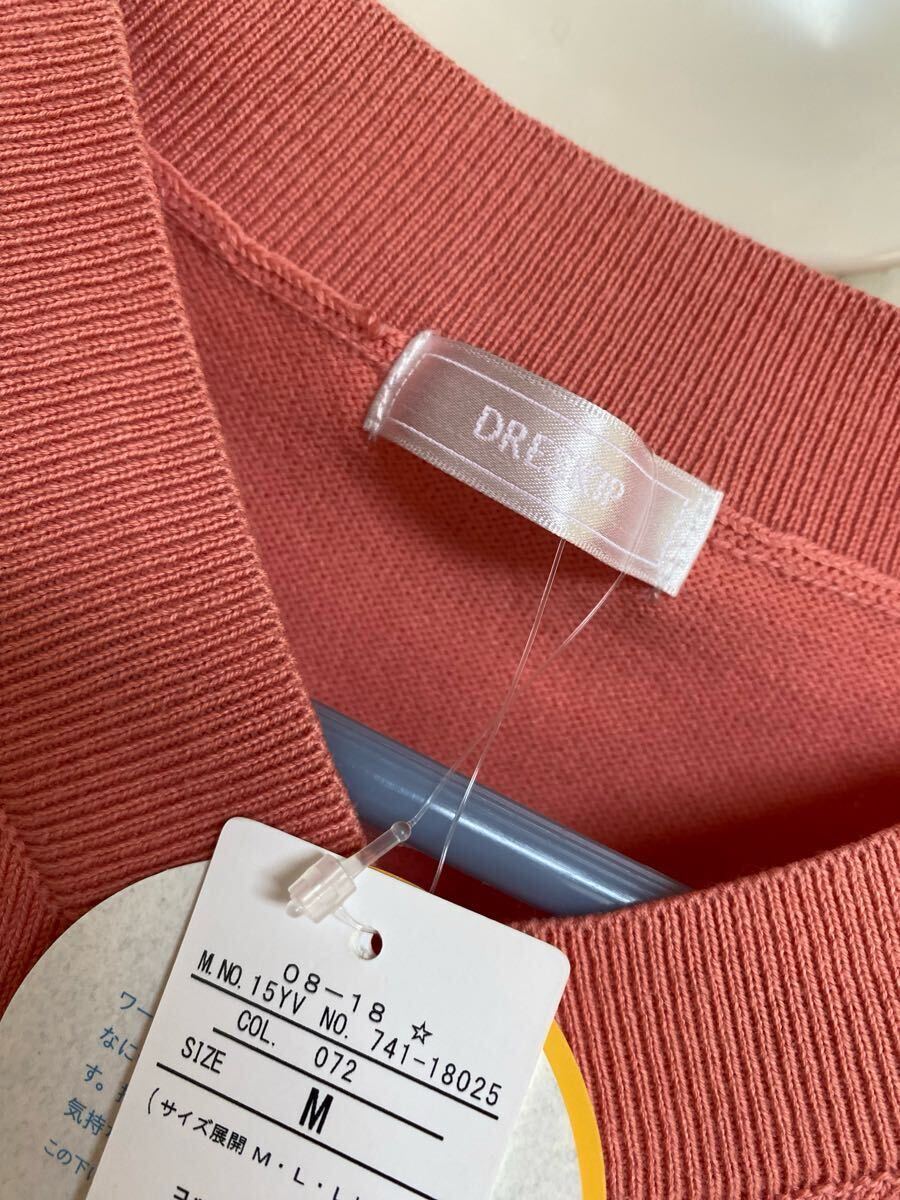 DRESKIP
08-18 ☆
M.NO. 15YV NO. 741-18025
COL. 072
SIZE M
(サイズ展開 M・L・L
ワー
なに
す。
気持
この下